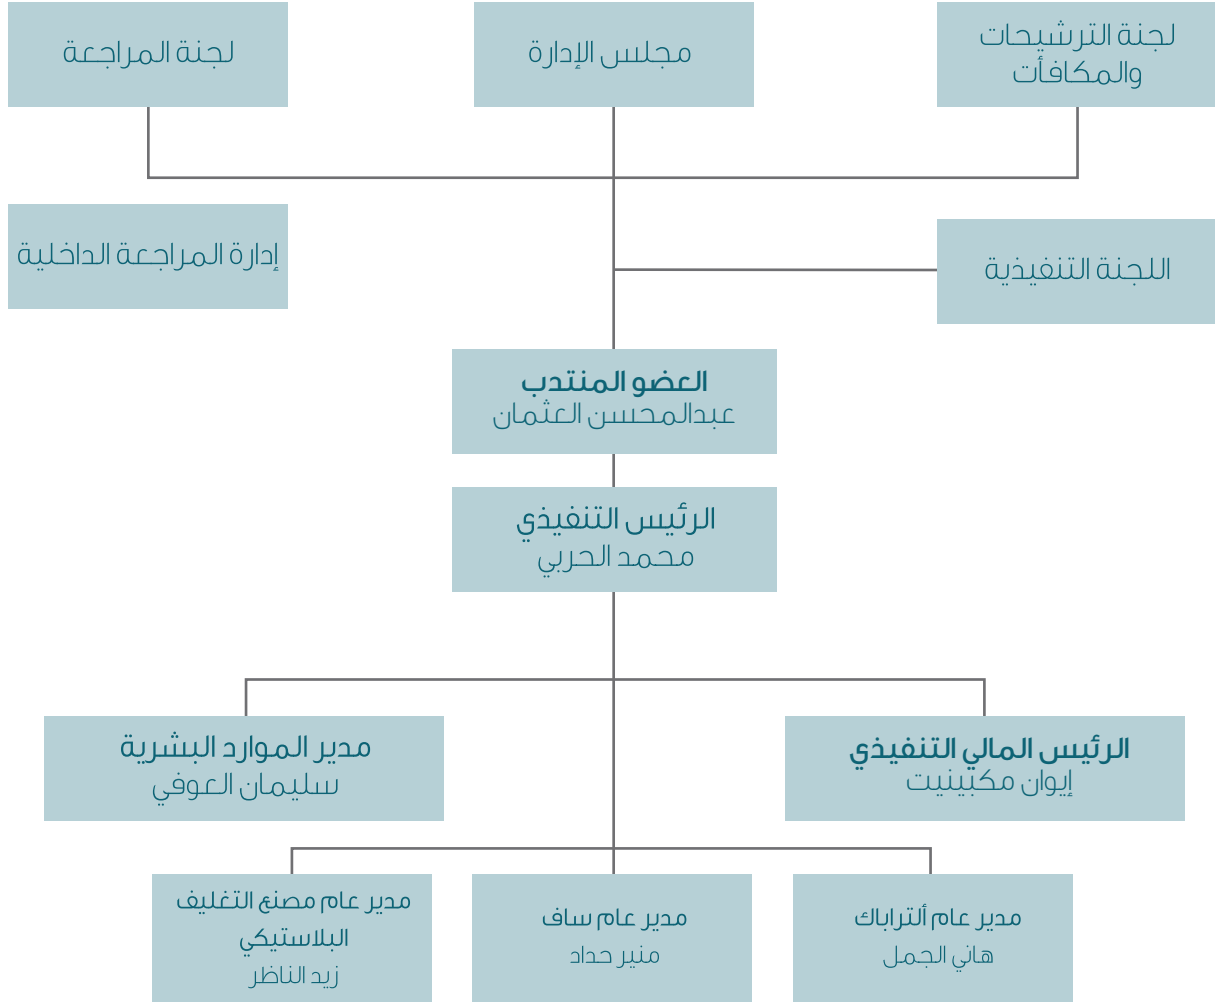 لجنة الترشيحات
والمكافأت
مجلس الإدارة
لجنة المراجعة
اللجنة التنفيذية
إدارة المراجعة الداخلية
العضو المنتدب
عبدالمحسن العثمان
الرئيس التنفيذي
محمد الحربي
الرئيس المالي التنفيذي
إيوان مكبينيت
مدير الموارد البشرية
سليمان العوفي
مدير عام ألتراباك
هاني الجمل
مدير عام ساف
منير حداد
مدير عام مصنع التغليف
البلاستيكي
زيد الناظر